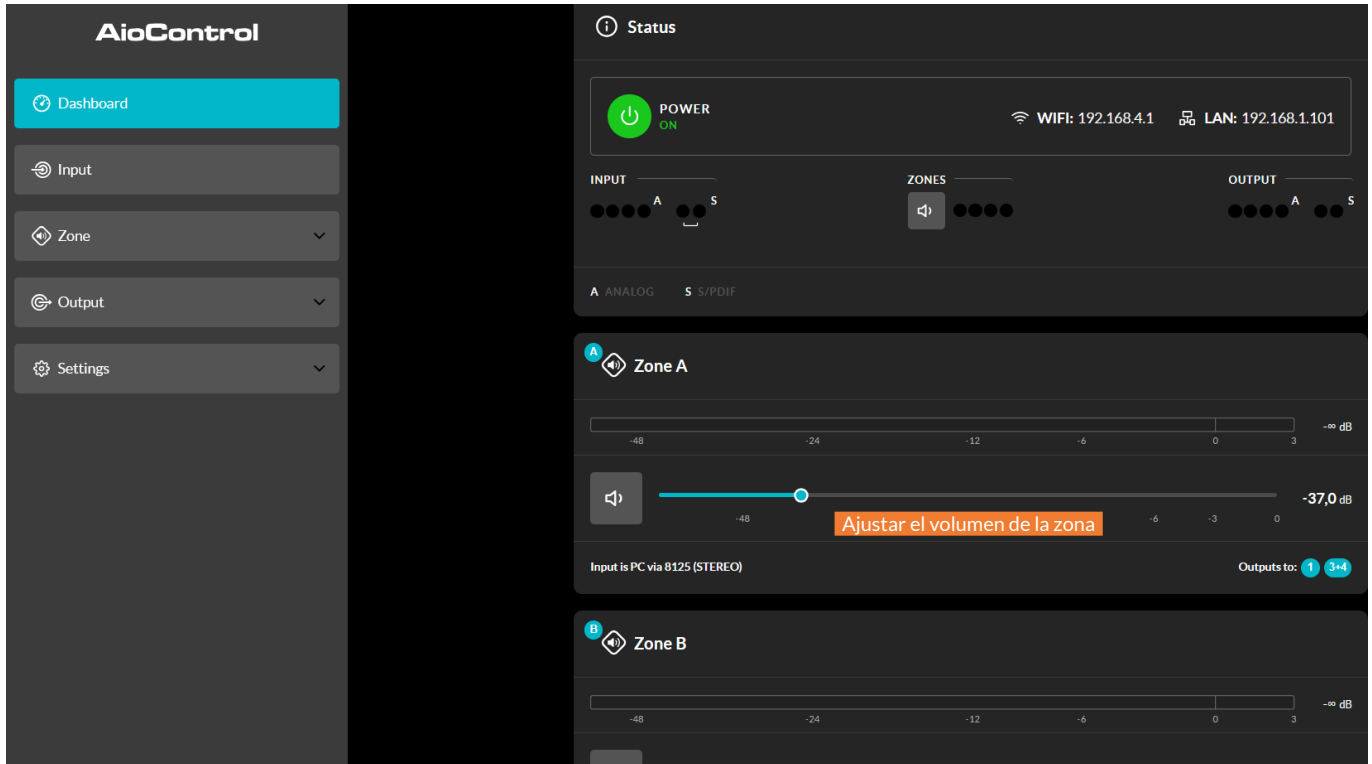 AioControl
Dashboard
Input
Zone
Output
Settings
Status
POWER
ON
WIFI: 192.168.4.1 LAN: 192.168.1.101
INPUT ZONES OUTPUT
A S A S
A ANALOG S S/PDIF
A
Zone A
-∞ dB
-48 -24 -12 -6 0 3
-37,0 dB
-48 -6 -3 0
Ajustar el volumen de la zona
Input is PC via 8125 (STEREO) Outputs to: 1 3+4
B
Zone B
-∞ dB
-48 -24 -12 -6 0 3